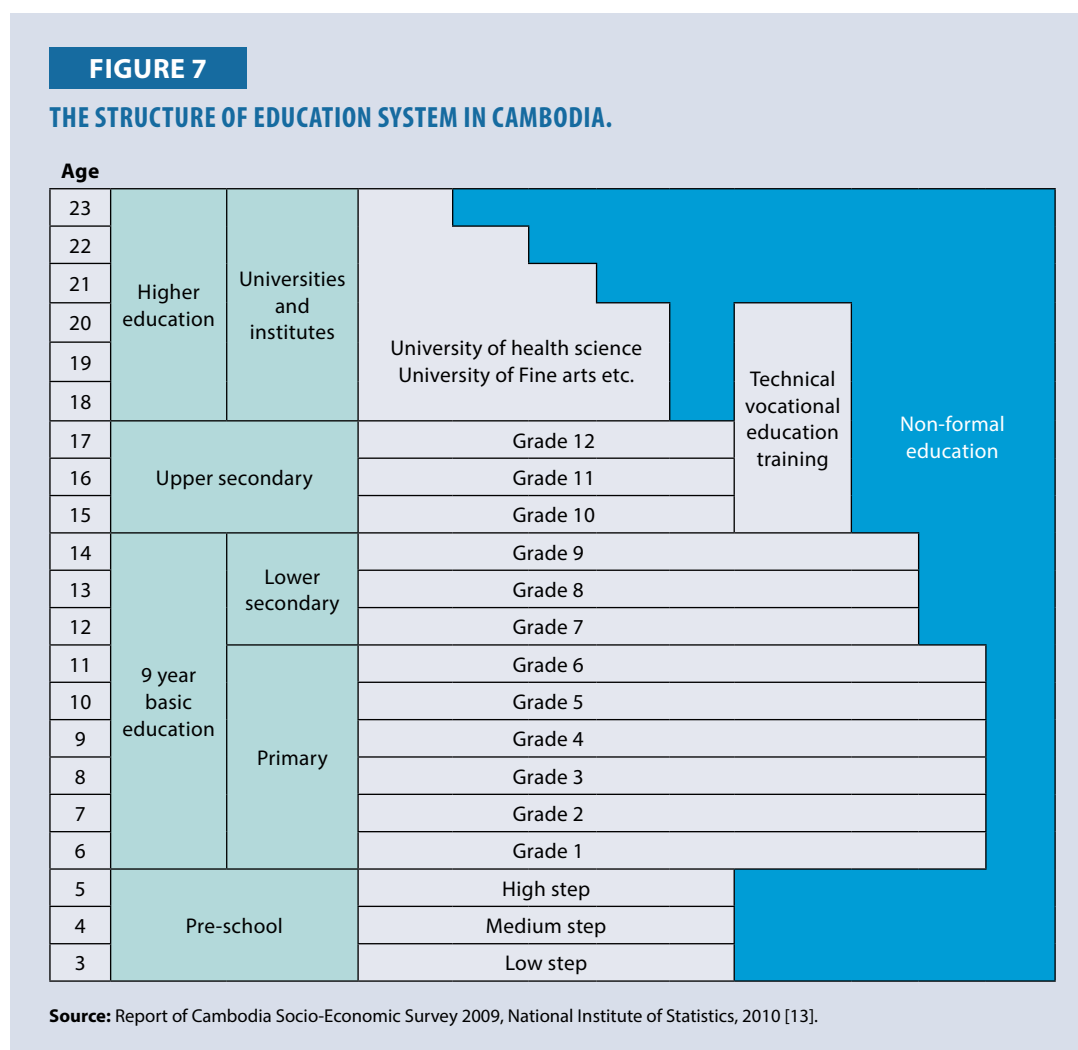 FIGURE 7
THE STRUCTURE OF EDUCATION SYSTEM IN CAMBODIA.
Age
23
22
21
20
19
18
Higher
education
Universities
and
institutes
University of health science
University of Fine arts etc.
Technical
vocational
education
training
Non-formal
education
17
16
15
Upper secondary
Grade 12
Grade 11
Grade 10
14
13
12
11
10
9
8
7
6
9 year
basic
education
Lower
secondary
Primary
Grade 9
Grade 8
Grade 7
Grade 6
Grade 5
Grade 4
Grade 3
Grade 2
Grade 1
5
4
3
Pre-school
High step
Medium step
Low step
Source: Report of Cambodia Socio-Economic Survey 2009, National Institute of Statistics, 2010 [13].